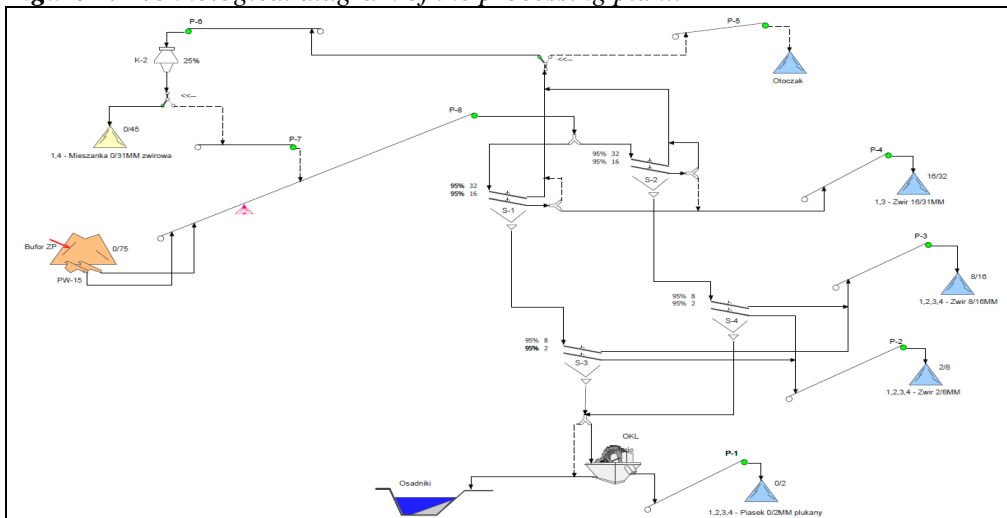 P-6
P-5
K-2
25%
<<--
<<--
Otoczak
0/45
P-8
1,4 - Mieszanka 0/31MM zwirowa
P-7
95% 32
95% 16
S-2
P-4
16/32
95% 32
95% 16
S-1
1,3 - Zwir 16/31MM
Bufor ZP
0/75
PW-15
P-3
8/16
1,2,3,4 - Zwir 8/16MM
95% 8
95% 2
S-4
95% 8
95% 2
S-3
P-2
2/8
1,2,3,4 - Zwir 2/8MM
OKL
P-1
Osadniki
0/2
1,2,3,4 - Piasek 0/2MM plukany